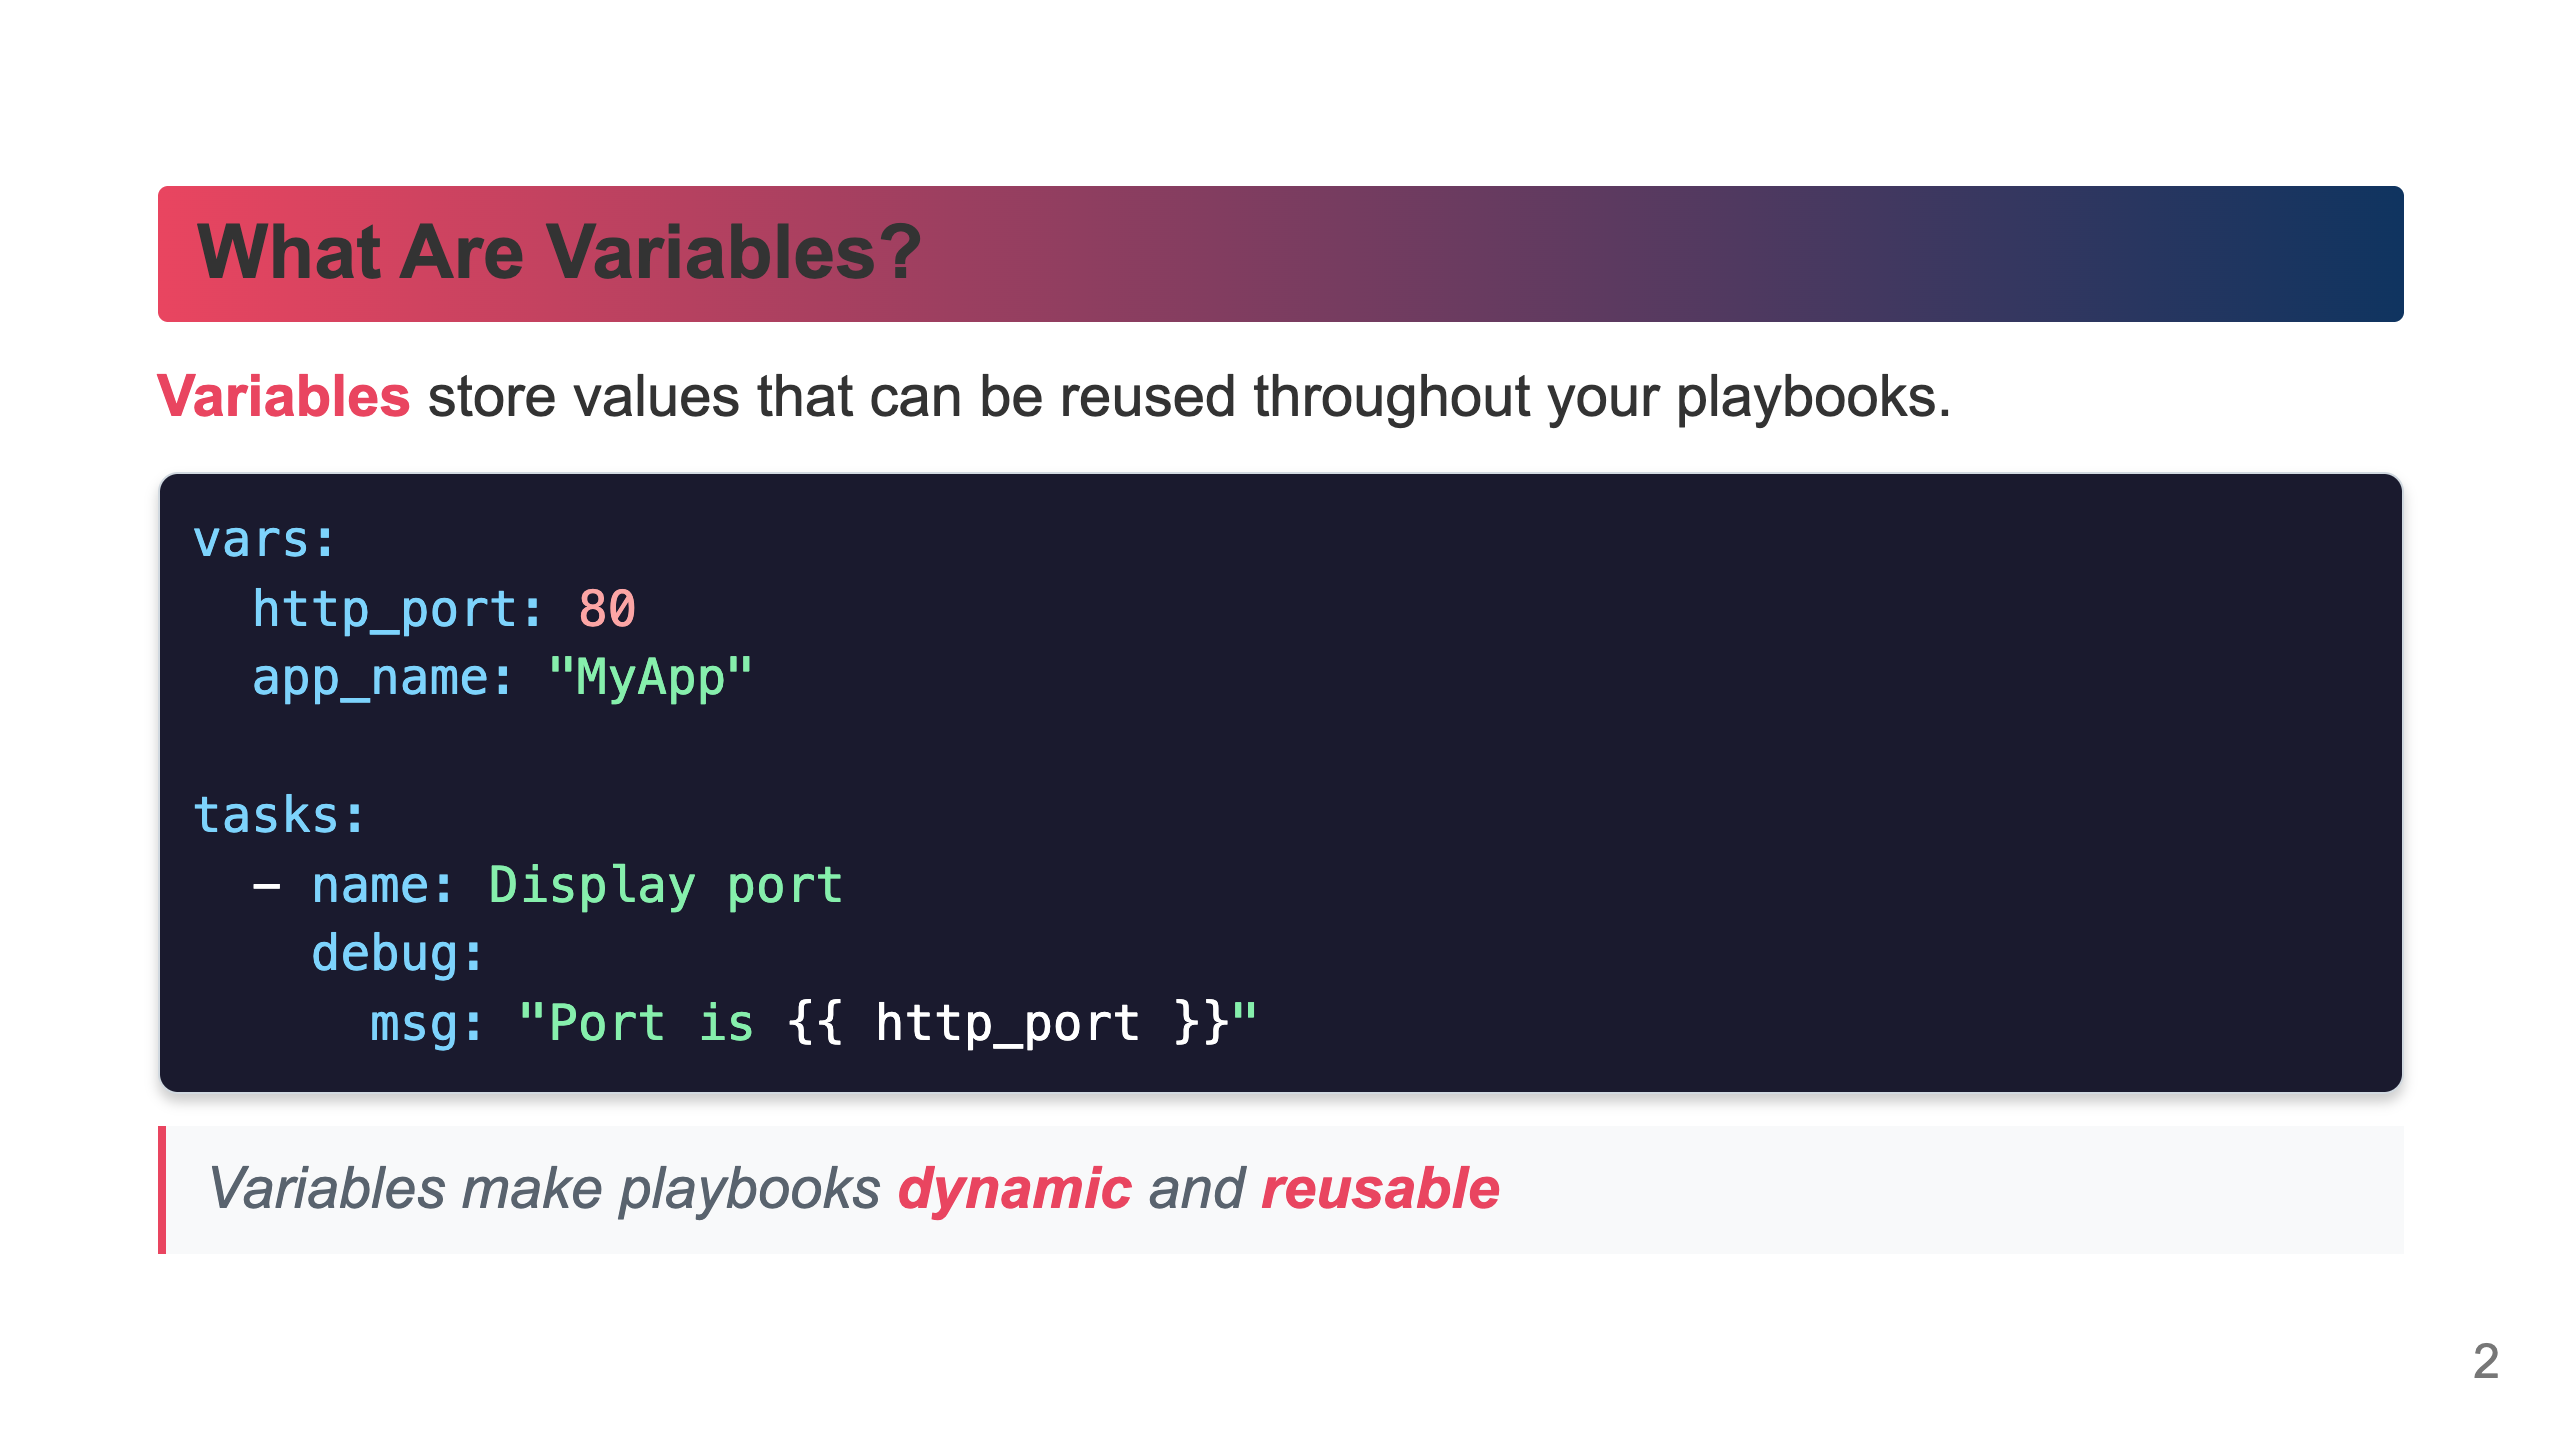 What Are Variables?
Variables store values that can be reused throughout your playbooks.
vars:
  http_port: 80
  app_name: "MyApp"

tasks:
  - name: Display port
    debug:
      msg: "Port is {{ http_port }}"
Variables make playbooks dynamic and reusable
2